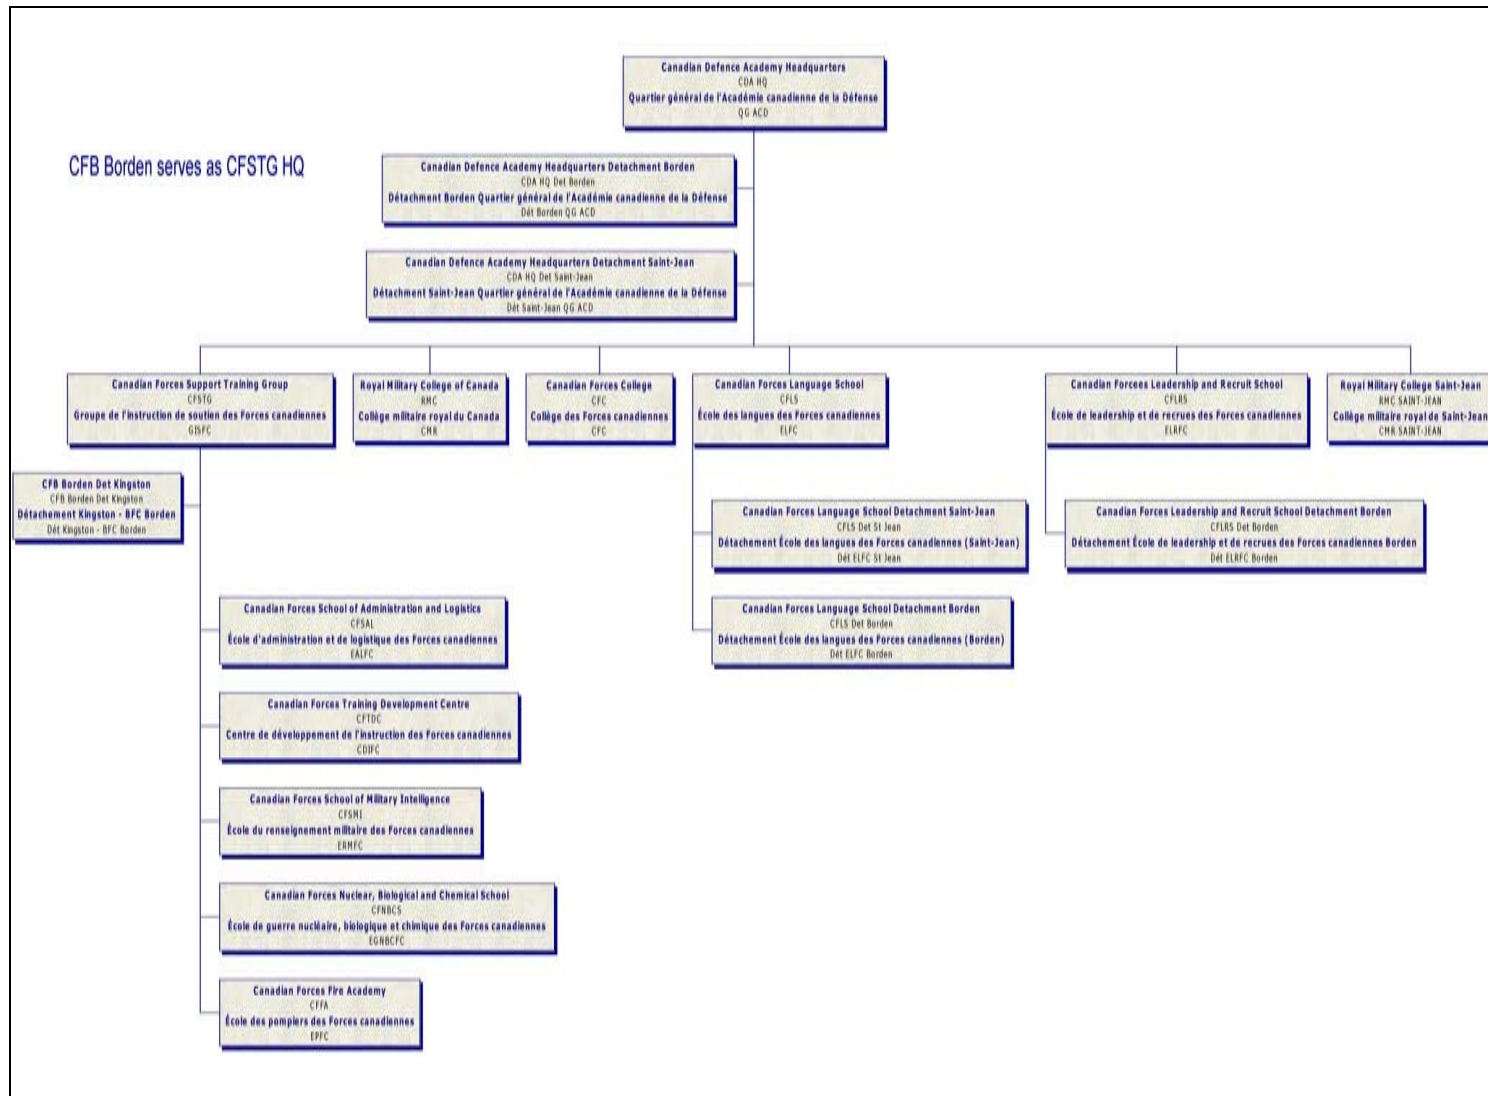 Canadian Defence Academy Headquarters
CDA HQ
Quartier général de l'Académie canadienne de la Défense
QG ACD
CFB Borden serves as CFSTG HQ
Canadian Defence Academy Headquarters Detachment Borden
CDA HQ Det Borden
Détachment Borden Quartier général de l'Académie canadienne de la Défense
Dét Borden QG ACD
Canadian Defence Academy Headquarters Detachment Saint-Jean
CDA HQ Det Saint-Jean
Détachment Saint-Jean Quartier général de l'Académie canadienne de la Défense
Dét Saint-Jean QG ACD
Canadian Forces Support Training Group
CFSTG
Groupe de l'instruction de soutien des Forces canadiennes
GISFC
Royal Military College of Canada
RMC
Collège militaire royal du Canada
CMR
Canadian Forces College
CFC
Collège des Forces canadiennes
CFC
Canadian Forces Language School
CFLS
École des langues des Forces canadiennes
ELFC
Canadian Forcees Leadership and Recruit School
CFLRS
École de leadership et de recrues des Forces canadiennes
ELRFC
Royal Military College Saint-Jean
RMC SAINT-JEAN
Collège militaire royal de Saint-Jean
CMR SAINT-JEAN
CFB Borden Det Kingston
CFB Borden Det Kingston
Détachement Kingston - BFC Borden
Dét Kingston - BFC Borden
Canadian Forces Language School Detachment Saint-Jean
CFLS Det St Jean
Détachement École des langues des Forces canadiennes (Saint-Jean)
Dét ELFC St Jean
Canadian Forces Leadership and Recruit School Detachment Borden
CFLRS Det Borden
Détachement École de leadership et de recrues des Forces canadiennes Borden
Dét ELRFC Borden
Canadian Forces School of Administration and Logistics
CFSAL
École d'administration et de logistique des Forces canadiennes
EALFC
Canadian Forces Language School Detachment Borden
CFLS Det Borden
Détachement École des langues des Forces canadiennes (Borden)
Dét ELFC Borden
Canadian Forces Training Development Centre
CFTDC
Centre de développement de l'instruction des Forces canadiennes
CDIFC
Canadian Forces School of Military Intelligence
CFSMI
École du renseignement militaire des Forces canadiennes
ERMFC
Canadian Forces Nuclear, Biological and Chemical School
CFNBCS
École de guerre nucléaire, biologique et chimique des Forces canadiennes
EGNBCFC
Canadian Forces Fire Academy
CFFA
École des pompiers des Forces canadiennes
EPFC